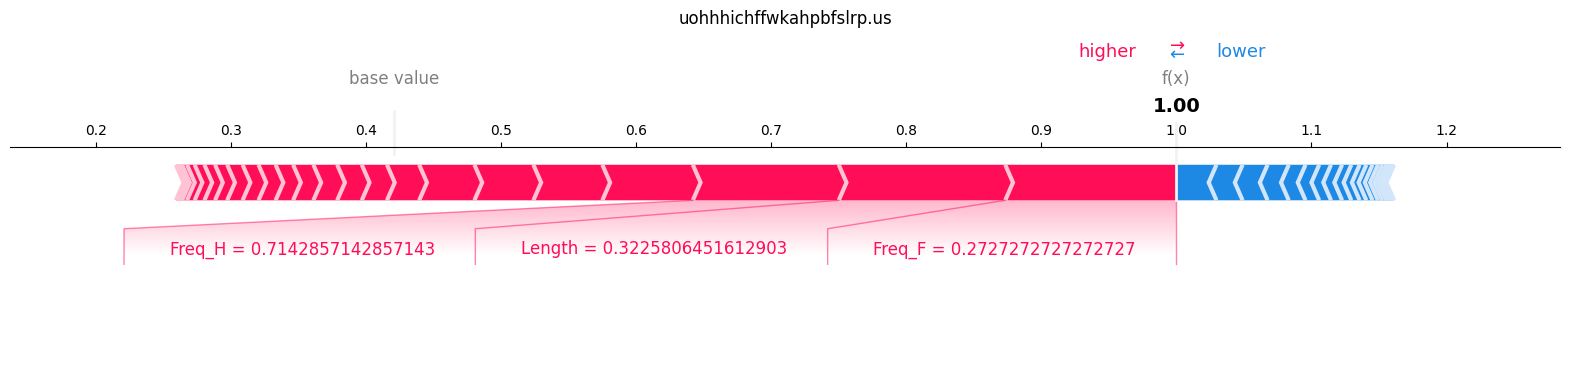 uohhhichffwkahpbfslrp.us
higher ⇄ lower
base value f(x)
1.00
0.2 0.3 0.4 0.5 0.6 0.7 0.8 0.9 1.0 1.1 1.2
Freq_H = 0.7142857142857143 Length = 0.3225806451612903 Freq_F = 0.2727272727272727